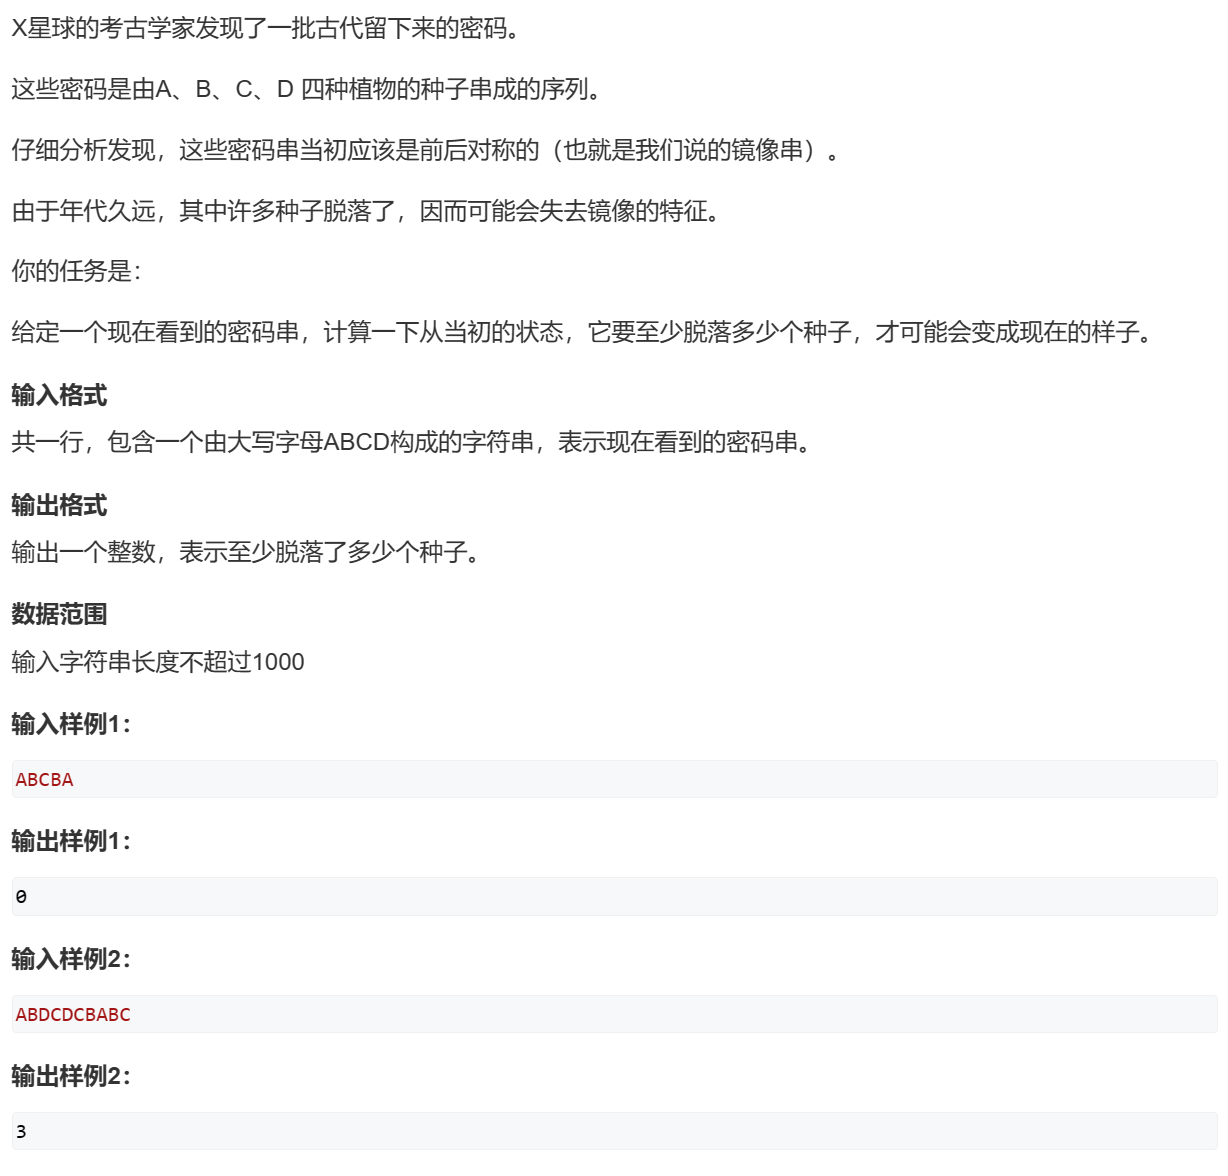 X星球的考古学家发现了一批古代留下来的密码。
这些密码是由A、B、C、D 四种植物的种子串成的序列。
仔细分析发现，这些密码串当初应该是前后对称的（也就是我们说的镜像串）。
由于年代久远，其中许多种子脱落了，因而可能会失去镜像的特征。
你的任务是：
给定一个现在看到的密码串，计算一下从当初的状态，它要至少脱落多少个种子，才可能会变成现在的样子。
输入格式
共一行，包含一个由大写字母ABCD构成的字符串，表示现在看到的密码串。
输出格式
输出一个整数，表示至少脱落了多少个种子。
数据范围
输入字符串长度不超过1000
输入样例1：
ABCBA
输出样例1：
0
输入样例2：
ABDCDCBABC
输出样例2：
3